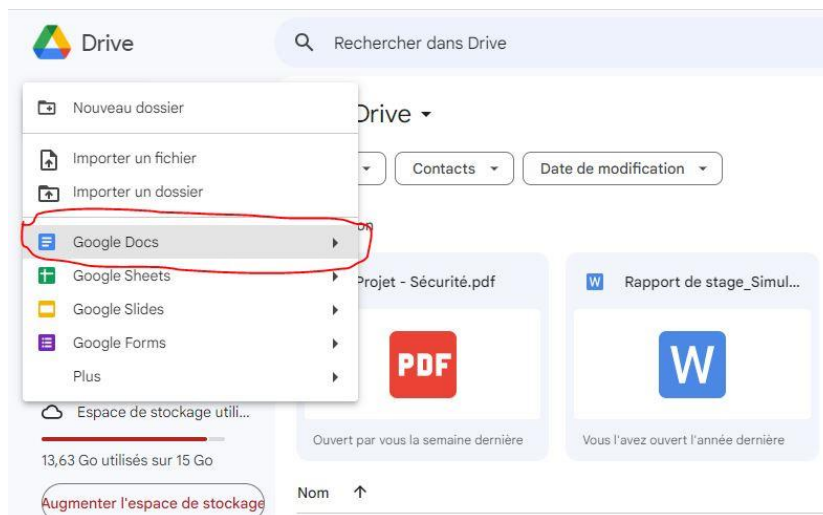 Drive
Rechercher dans Drive
Nouveau dossier
Importer un fichier
Importer un dossier
Google Docs
Google Sheets
Google Slides
Google Forms
Plus
Espace de stockage utili...
13,63 Go utilisés sur 15 Go
Augmenter l'espace de stockage
Drive
Contacts
Date de modification
on
Projet - Sécurité.pdf
PDF
Ouvert par vous la semaine dernière
W
Rapport de stage_Simul...
W
Vous l'avez ouvert l'année dernière
Nom